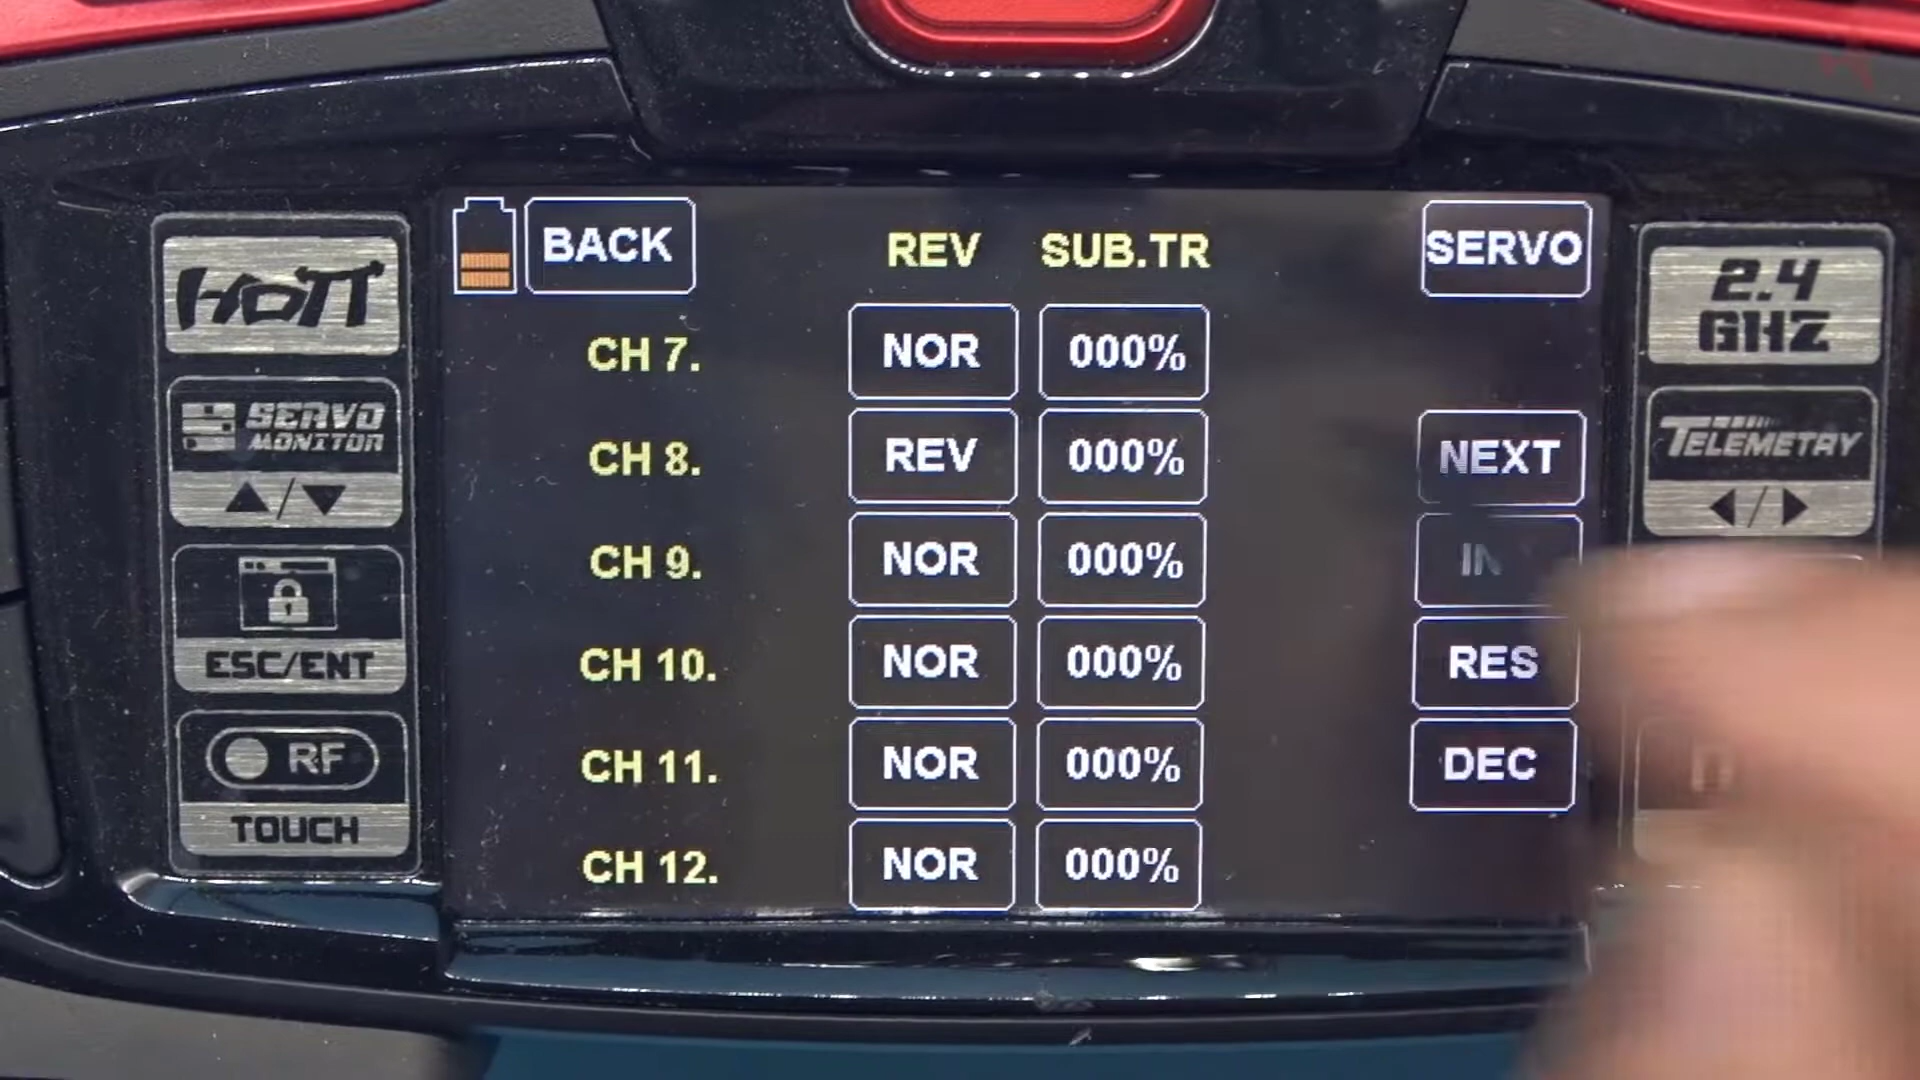 BACK REV SUB.TR SERVO
CH 7. NOR 000%
CH 8. REV 000% NEXT
CH 9. NOR 000%
CH 10. NOR 000% RES
CH 11. NOR 000% DEC
CH 12. NOR 000%
HoTT
SERVO
MONITOR
▲/▼
ESC/ENT
RF
TOUCH
2.4
GHZ
TELEMETRY
◀/▶